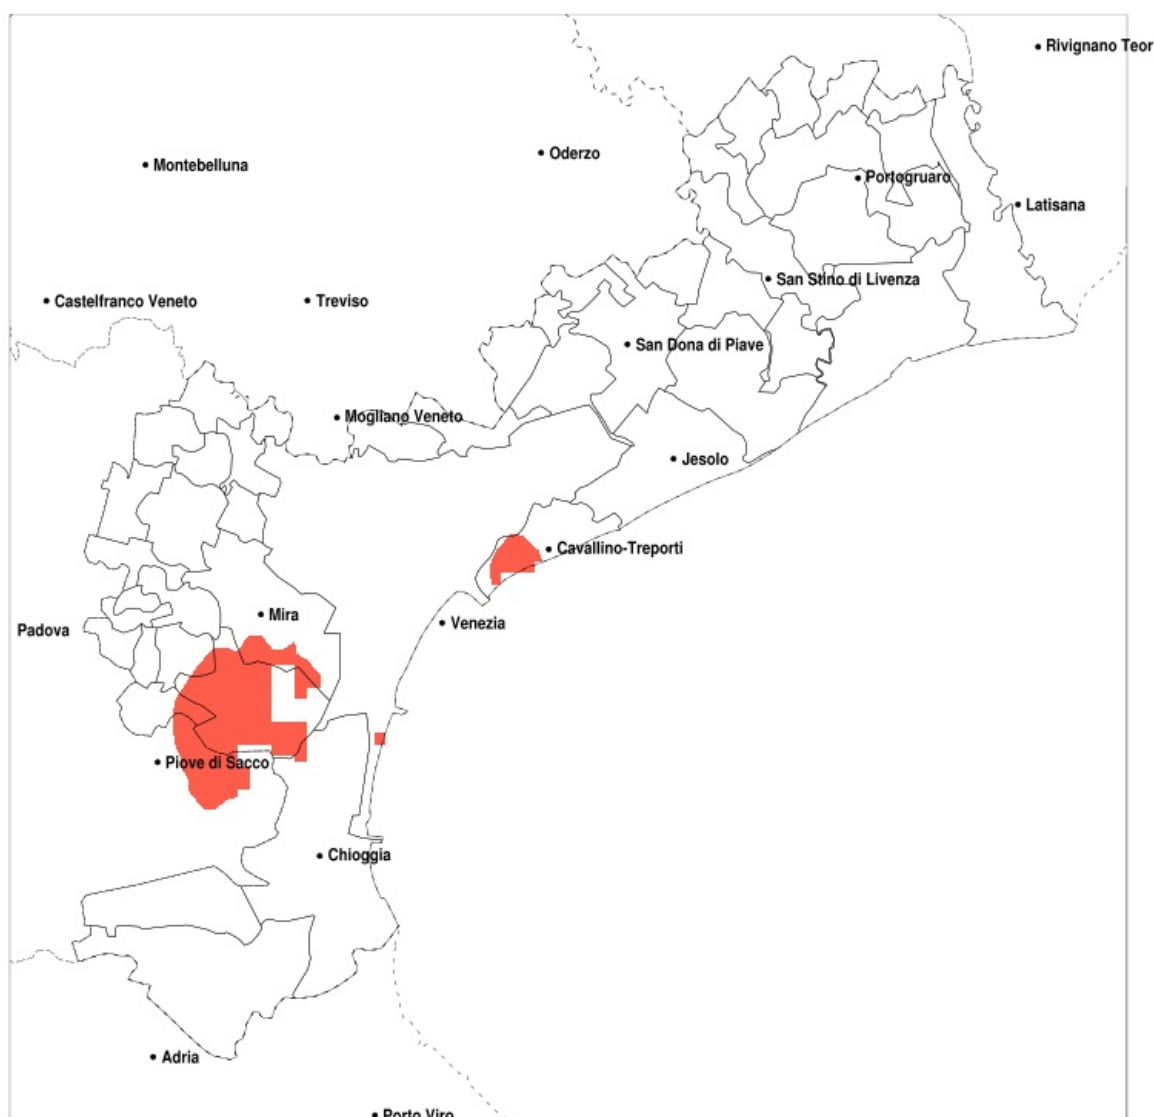 Rivignano Teor
Oderzo
Montebelluna
Portogruaro
Latisana
San Stino di Livenza
Castelfranco Veneto
Treviso
San Dona di Piave
Mogliano Veneto
Jesolo
Cavallino-Treporti
Mira
Venezia
Padova
Piove di Sacco
Chioggia
Adria
Porto Viro